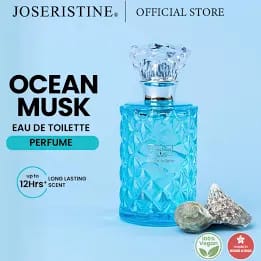 JOSERISTINE® | OFFICIAL STORE
OCEAN
MUSK
EAU DE TOILETTE
PERFUME
up to
12Hrs*
LONG LASTING
SCENT
100%
Vegan